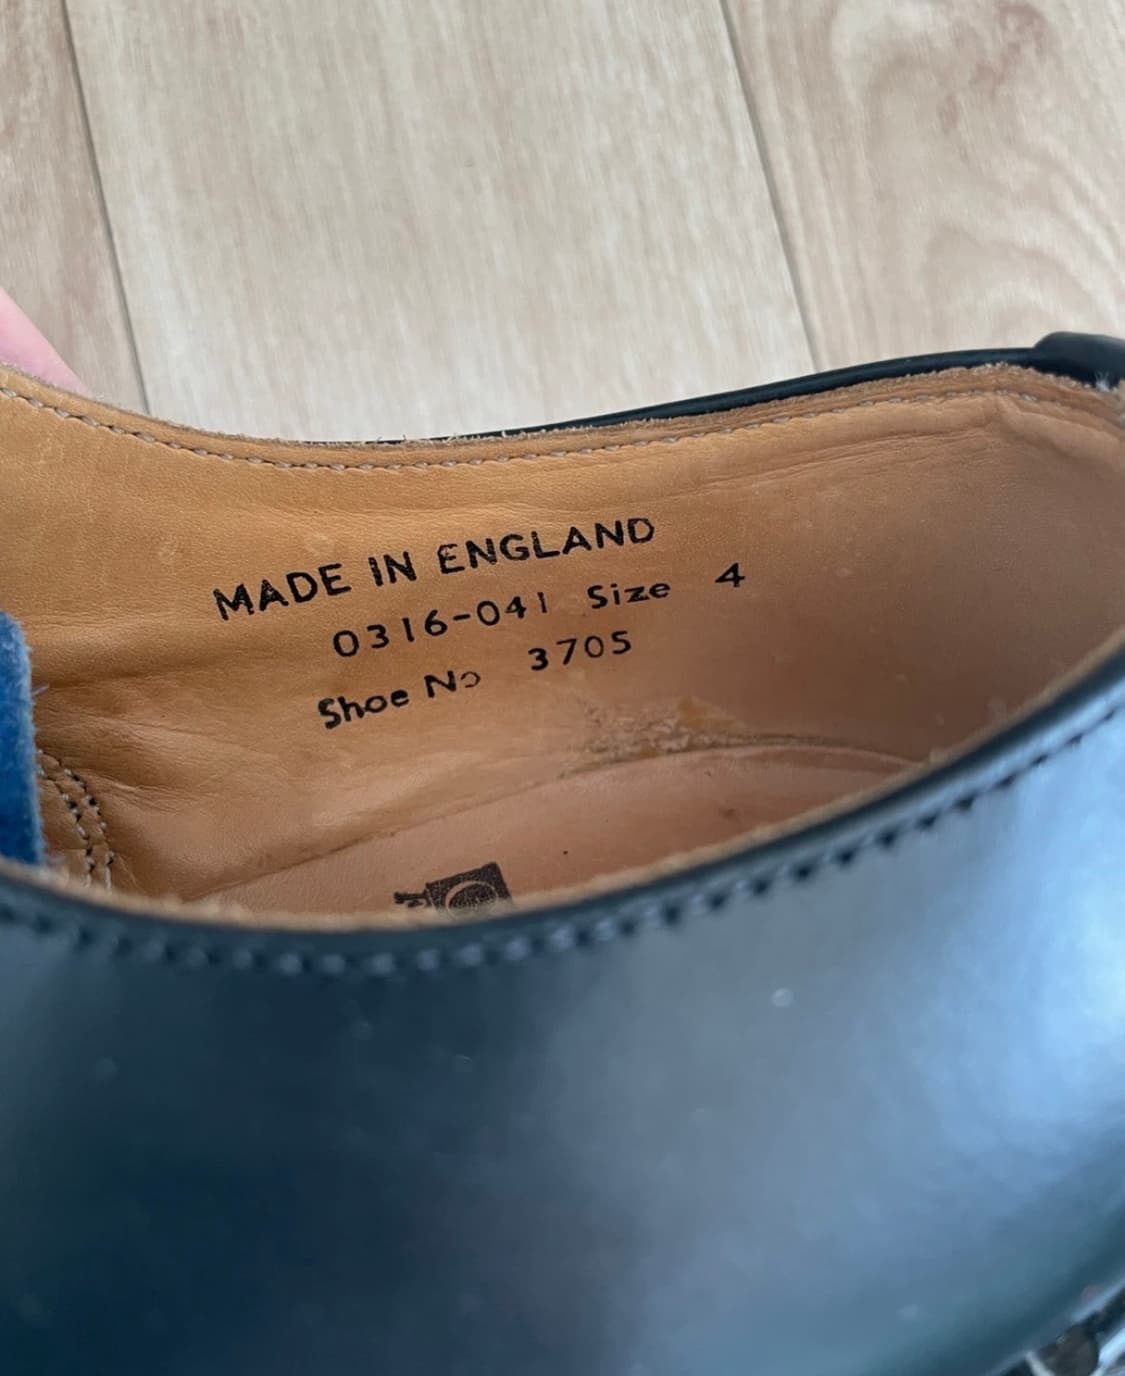 MADE IN ENGLAND
0316-041 Size 4
Shoe No 3705